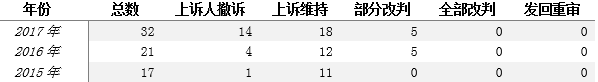 年份 总数 上诉人撤诉 上诉维持 部分改判 全部改判 发回重审
2017年 32 14 18 5 0 0
2016年 21 4 12 5 0 0
2015年 17 1 11 0 0 0